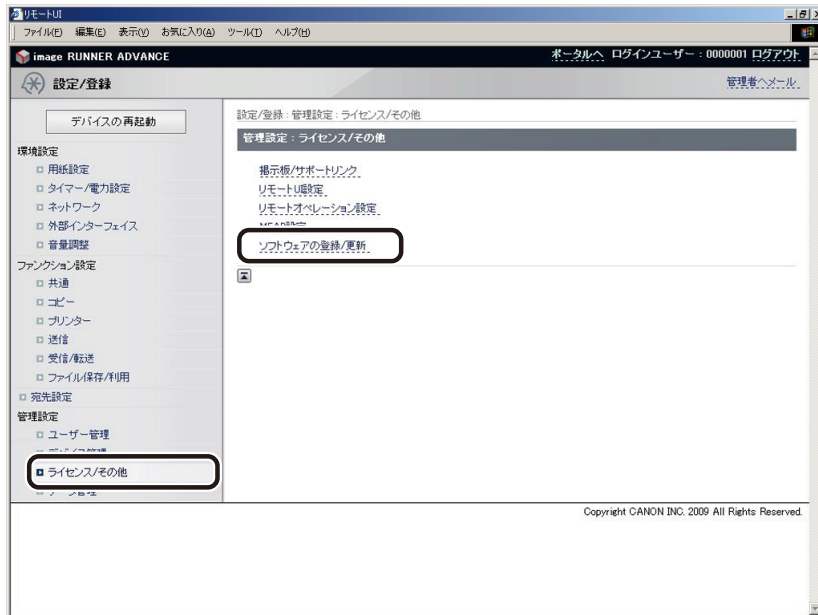 リモートUI
ファイル(F) 編集(E) 表示(V) お気に入り(A) ツール(T) ヘルプ(H)
image RUNNER ADVANCE ポータルへ ログインユーザー : 0000001 ログアウト
設定/登録 管理者へメール
デバイスの再起動
設定/登録 : 管理設定 : ライセンス/その他
管理設定 : ライセンス/その他
環境設定
用紙設定
タイマー/電力設定
ネットワーク
外部インターフェイス
音量調整
ファンクション設定
共通
コピー
プリンター
送信
受信/転送
ファイル保存/利用
宛先設定
管理設定
ユーザー管理
ライセンス/その他
掲示板/サポートリンク
リモートUI設定
リモートオペレーション設定
ソフトウェアの登録/更新
Copyright CANON INC. 2009 All Rights Reserved.